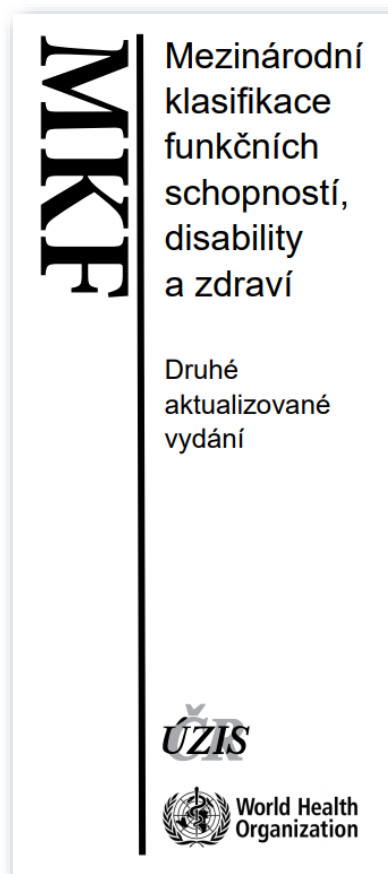 MKF
Mezinárodní
klasifikace
funkčních
schopností,
disability
a zdraví
Druhé
aktualizované
vydání
ÚZIS
ČR
World Health
Organization